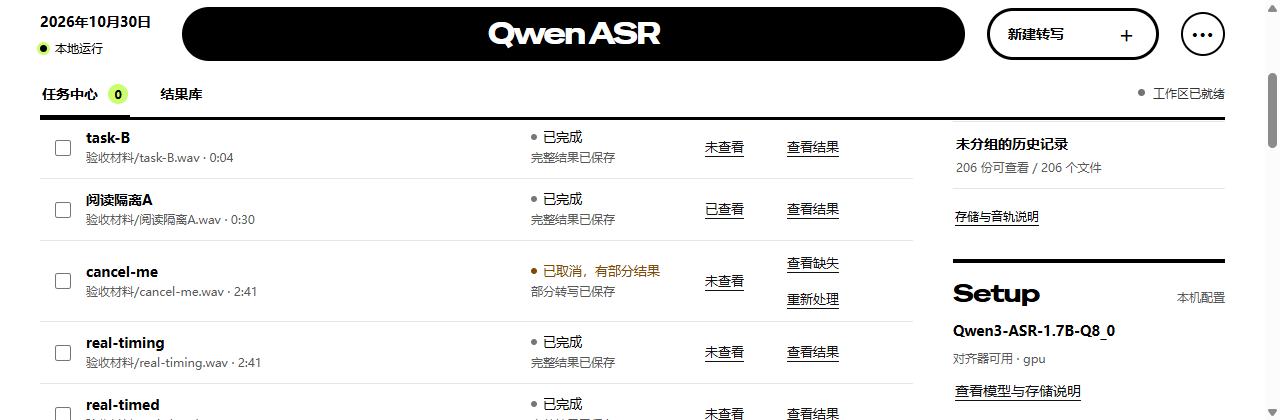 2026年10月30日
本地运行
Qwen ASR
新建转写 +
任务中心 0
结果库
工作区已就绪
task-B
验收材料/task-B.wav · 0:04
已完成
完整结果已保存
未查看
查看结果
阅读隔离A
验收材料/阅读隔离A.wav · 0:30
已完成
完整结果已保存
已查看
查看结果
cancel-me
验收材料/cancel-me.wav · 2:41
已取消，有部分结果
部分转写已保存
未查看
查看缺失
重新处理
real-timing
验收材料/real-timing.wav · 2:41
已完成
完整结果已保存
未查看
查看结果
real-timed
已完成
未查看
查看结果
未分组的历史记录
206 份可查看 / 206 个文件
存储与音轨说明
Setup
本机配置
Qwen3-ASR-1.7B-Q8_0
对齐器可用 · gpu
查看模型与存储说明